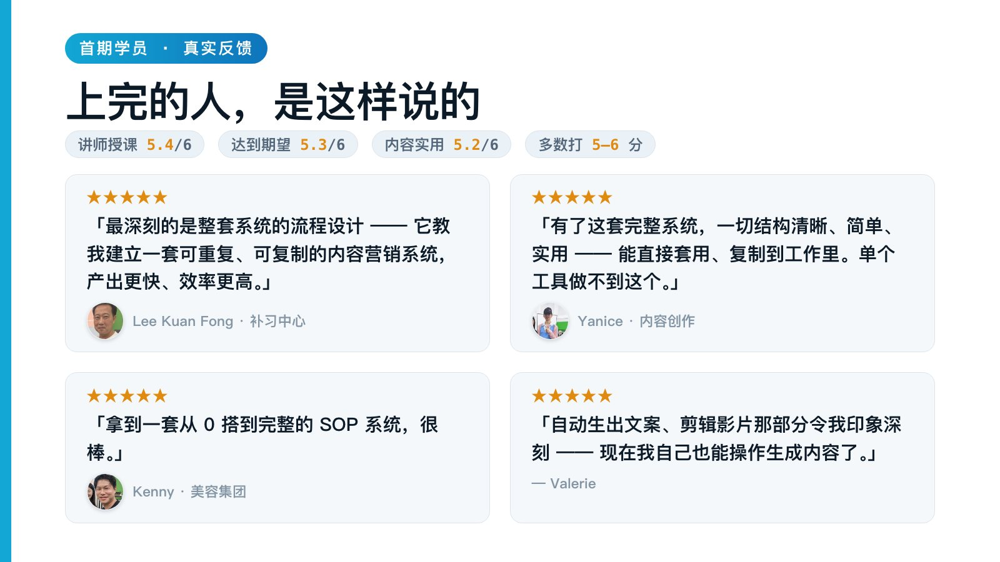 首期学员 · 真实反馈
上完的人，是这样说的
讲师授课 5.4/6
达到期望 5.3/6
内容实用 5.2/6
多数打 5–6 分
★★★★★
「最深刻的是整套系统的流程设计 —— 它教
我建立一套可重复、可复制的内容营销系统，
产出更快、效率更高。」
Lee Kuan Fong · 补习中心
★★★★★
「有了这套完整系统，一切结构清晰、简单、
实用 —— 能直接套用、复制到工作里。单个
工具做不到这个。」
Yanice · 内容创作
★★★★★
「拿到一套从 0 搭到完整的 SOP 系统，很
棒。」
Kenny · 美容集团
★★★★★
「自动生出文案、剪辑影片那部分令我印象深
刻 —— 现在我自己也能操作生成内容了。」
— Valerie